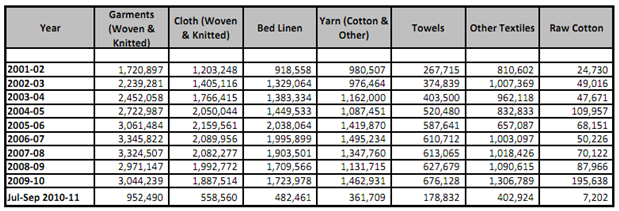 Year Garments (Woven & Knitted) Cloth (Woven & Knitted) Bed Linen Yarn (Cotton & Other) Towels Other Textiles Raw Cotton
2001-02 1,720,897 1,203,248 918,558 980,507 267,715 810,602 24,730
2002-03 2,239,281 1,405,116 1,329,064 976,464 374,839 1,007,369 49,016
2003-04 2,452,058 1,766,415 1,383,334 1,162,000 403,500 962,118 47,671
2004-05 2,722,987 2,050,044 1,449,533 1,087,451 520,480 832,833 109,957
2005-06 3,061,484 2,159,561 2,038,064 1,419,870 587,641 657,087 68,151
2006-07 3,345,822 2,089,956 1,995,899 1,495,234 610,712 1,003,097 50,226
2007-08 3,324,507 2,082,277 1,903,501 1,347,760 613,065 1,018,426 70,122
2008-09 2,971,147 1,992,772 1,709,566 1,131,715 627,679 1,090,615 87,966
2009-10 3,044,239 1,887,514 1,723,978 1,462,931 676,128 1,306,789 195,638
Jul-Sep 2010-11 952,490 558,560 482,461 361,709 178,832 402,924 7,202